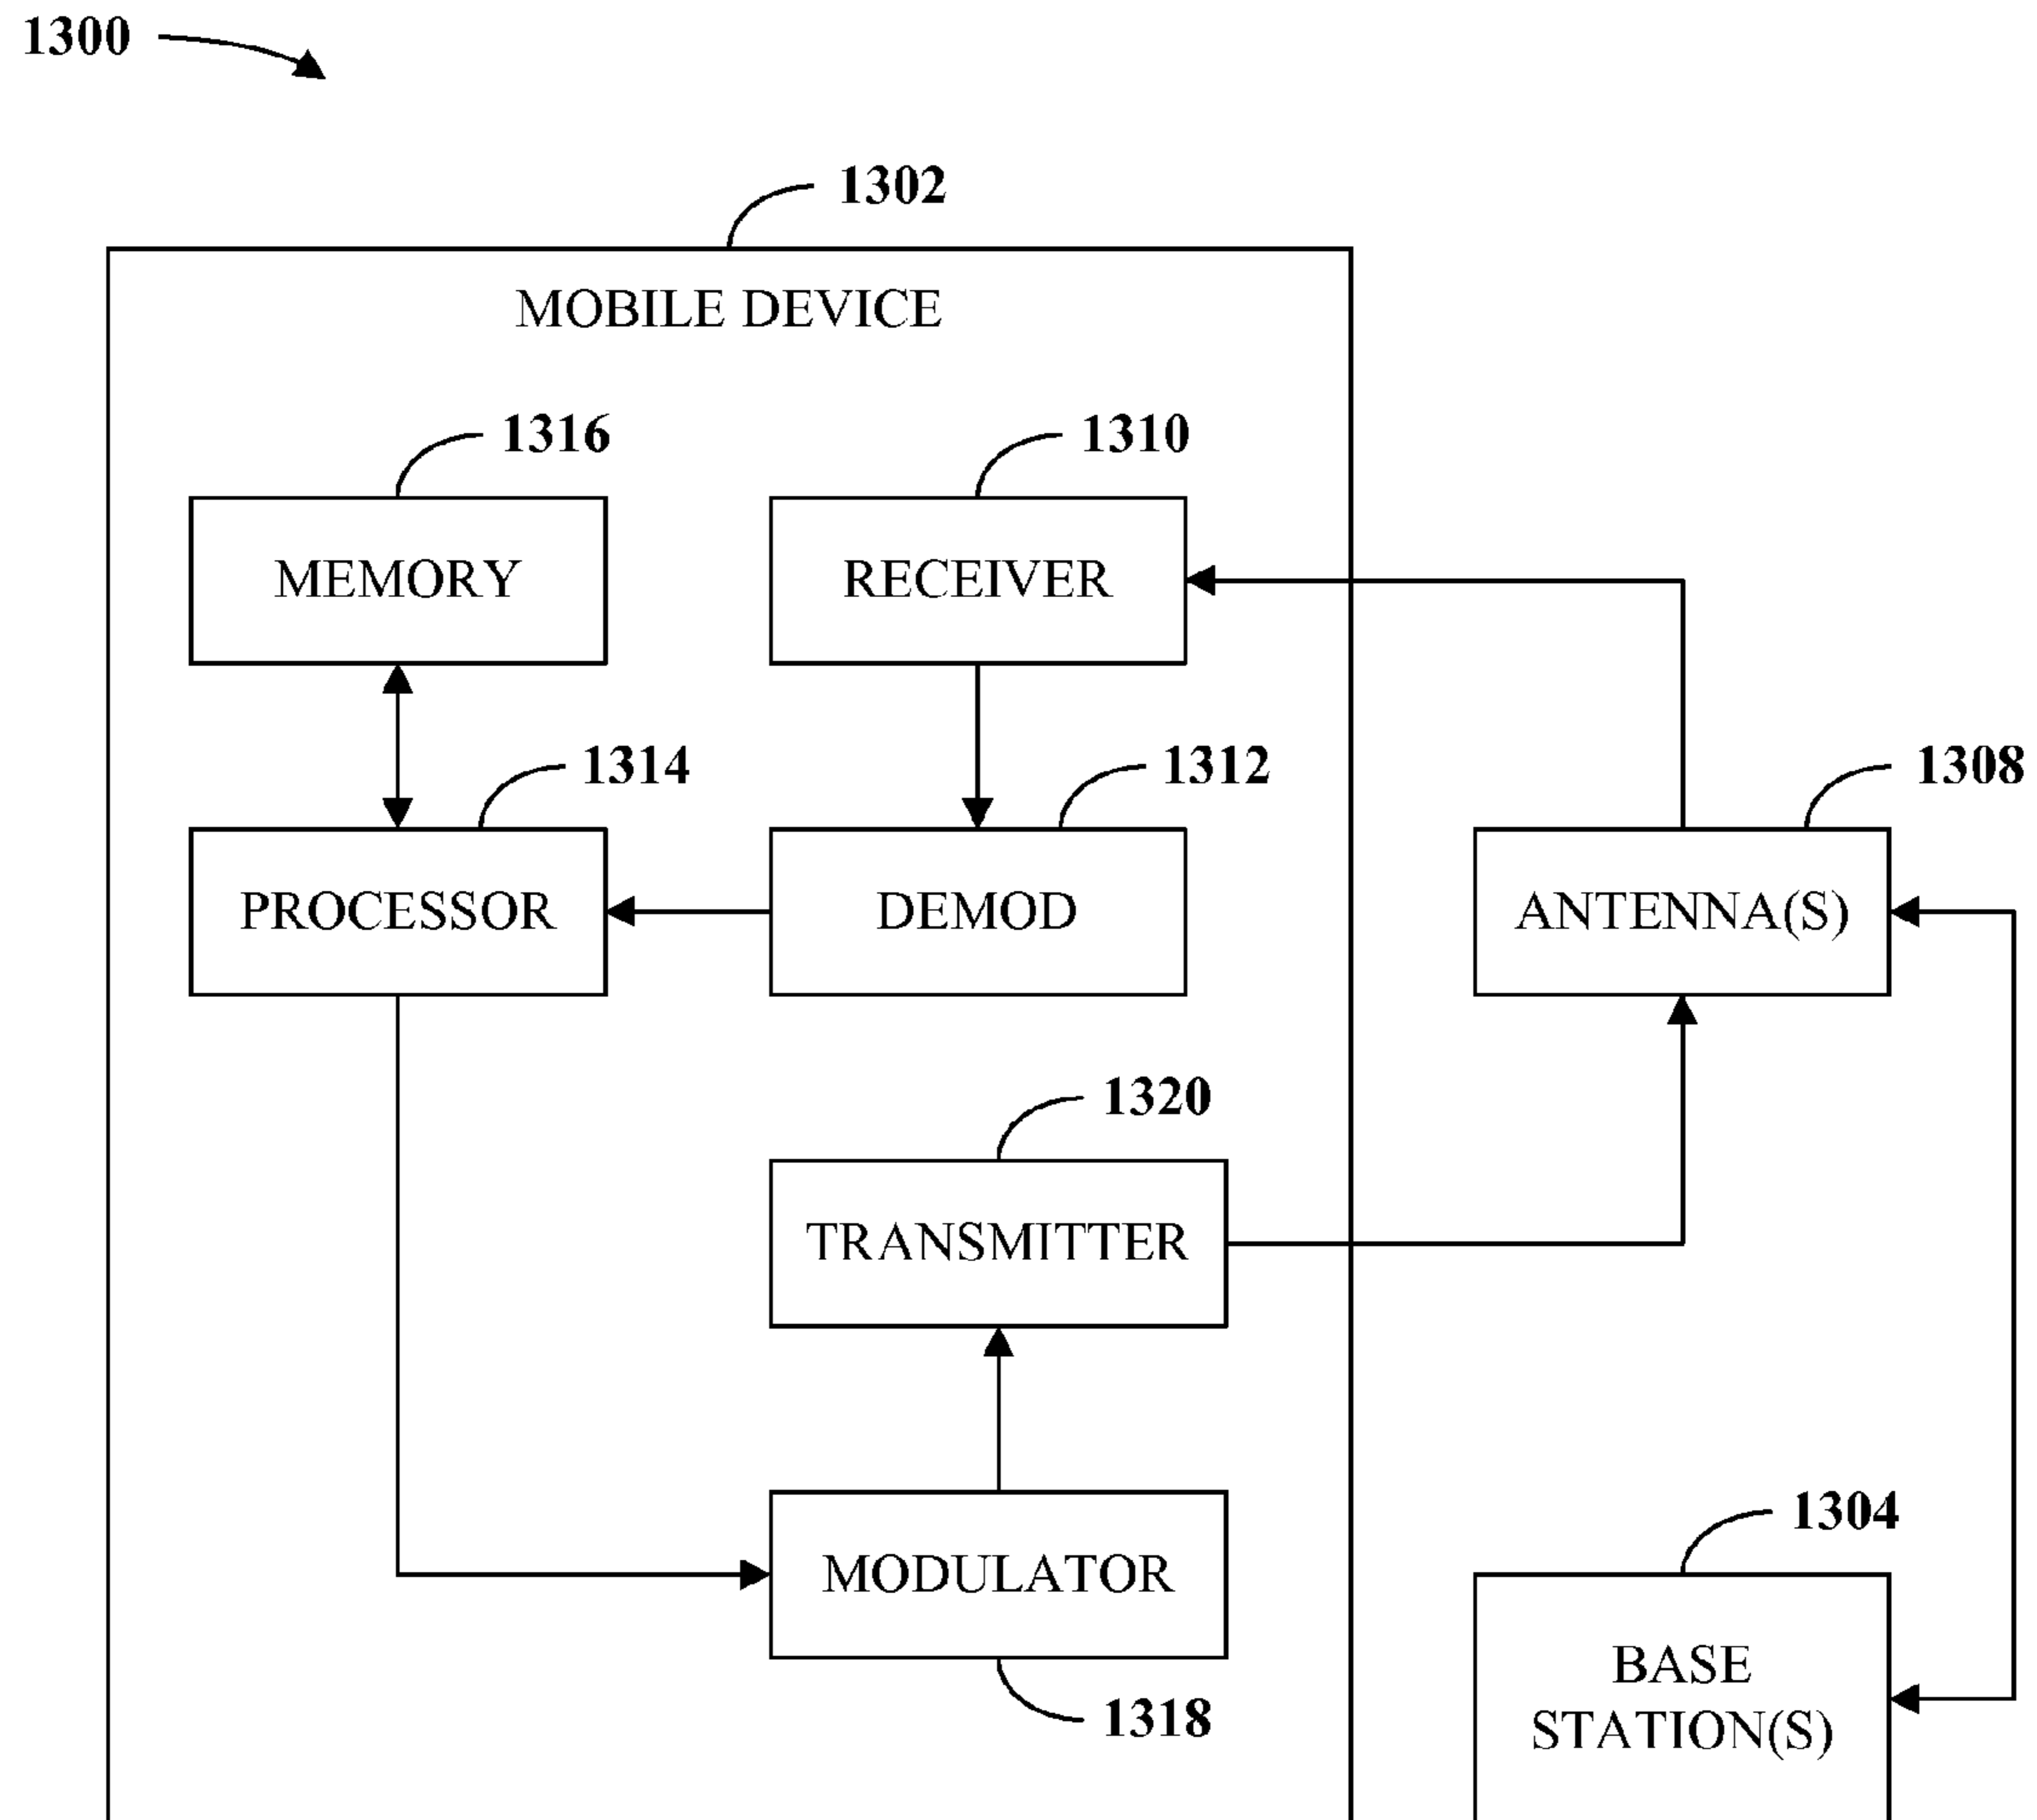 1300
1302
MOBILE DEVICE
1316
1310
MEMORY
RECEIVER
1314
1312
1308
PROCESSOR
DEMOD
ANTENNA(S)
1320
TRANSMITTER
1304
MODULATOR
BASE
STATION(S)
1318